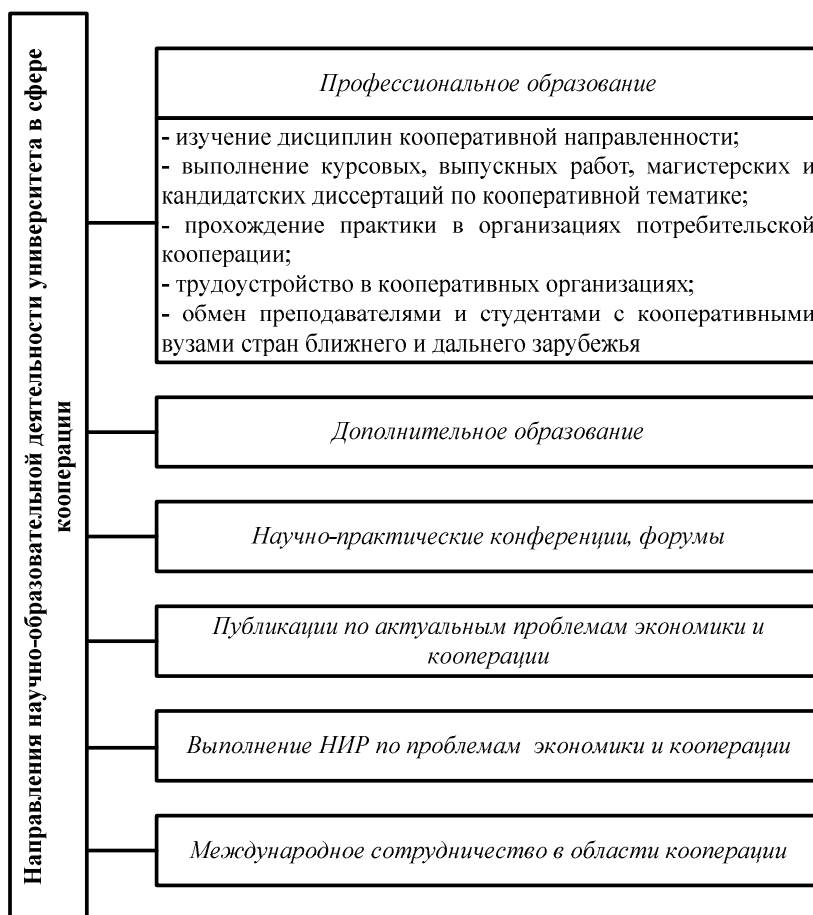 Направления научно-образовательной деятельности университета в сфере
кооперации
Профессиональное образование
- изучение дисциплин кооперативной направленности;
- выполнение курсовых, выпускных работ, магистерских и
кандидатских диссертаций по кооперативной тематике;
- прохождение практики в организациях потребительской
кооперации;
- трудоустройство в кооперативных организациях;
- обмен преподавателями и студентами с кооперативными
вузами стран ближнего и дальнего зарубежья
Дополнительное образование
Научно-практические конференции, форумы
Публикации по актуальным проблемам экономики и
кооперации
Выполнение НИР по проблемам экономики и кооперации
Международное сотрудничество в области кооперации